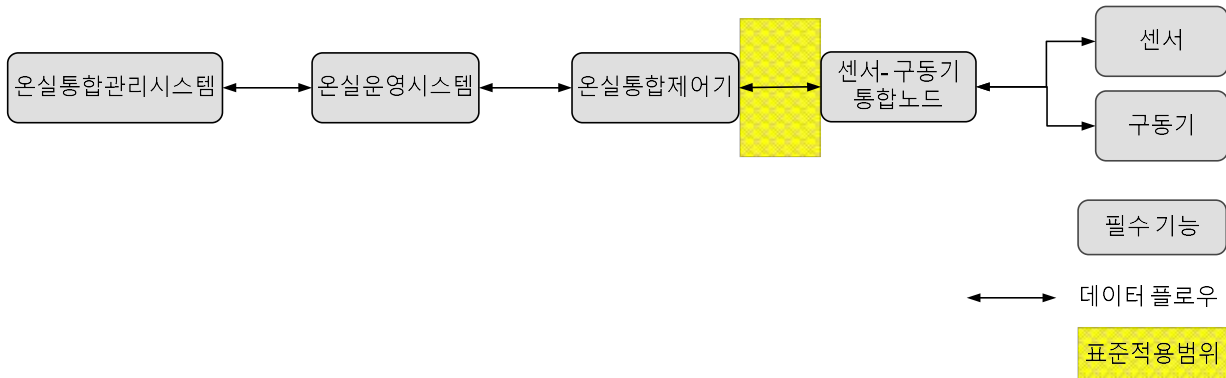 온실통합관리시스템
온실운영시스템
온실통합제어기
센서-구동기
통합노드
센서
구동기
필수 기능
데이터 플로우
표준적용범위